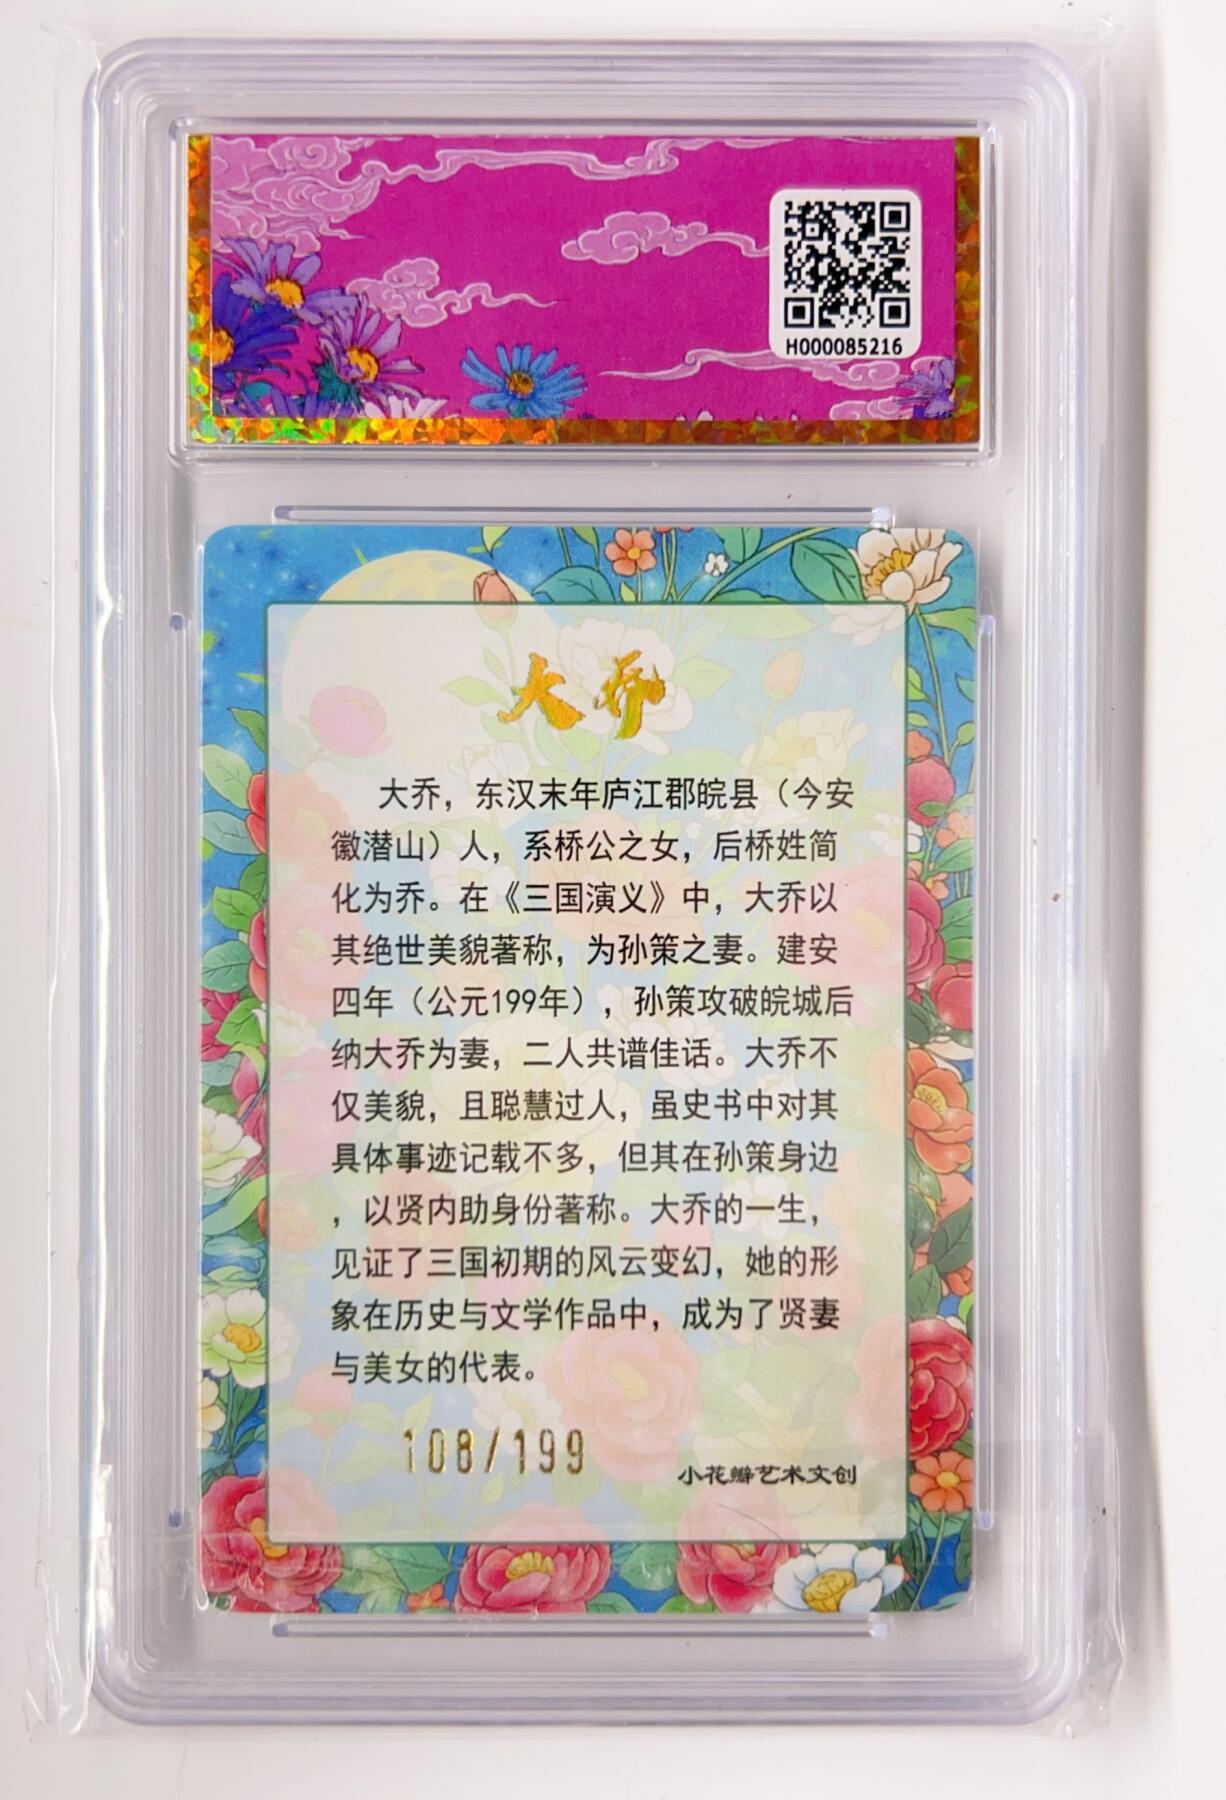 H000085216
大乔
大乔，东汉末年庐江郡皖县（今安
徽潜山）人，系桥公之女，后桥姓简
化为乔。在《三国演义》中，大乔以
其绝世美貌著称，为孙策之妻。建安
四年（公元199年），孙策攻破皖城后
纳大乔为妻，二人共谱佳话。大乔不
仅美貌，且聪慧过人，虽史书中对其
具体事迹记载不多，但其在孙策身边
，以贤内助身份著称。大乔的一生，
见证了三国初期的风云变幻，她的形
象在历史与文学作品中，成为了贤妻
与美女的代表。
108/199
小花瓣艺术文创